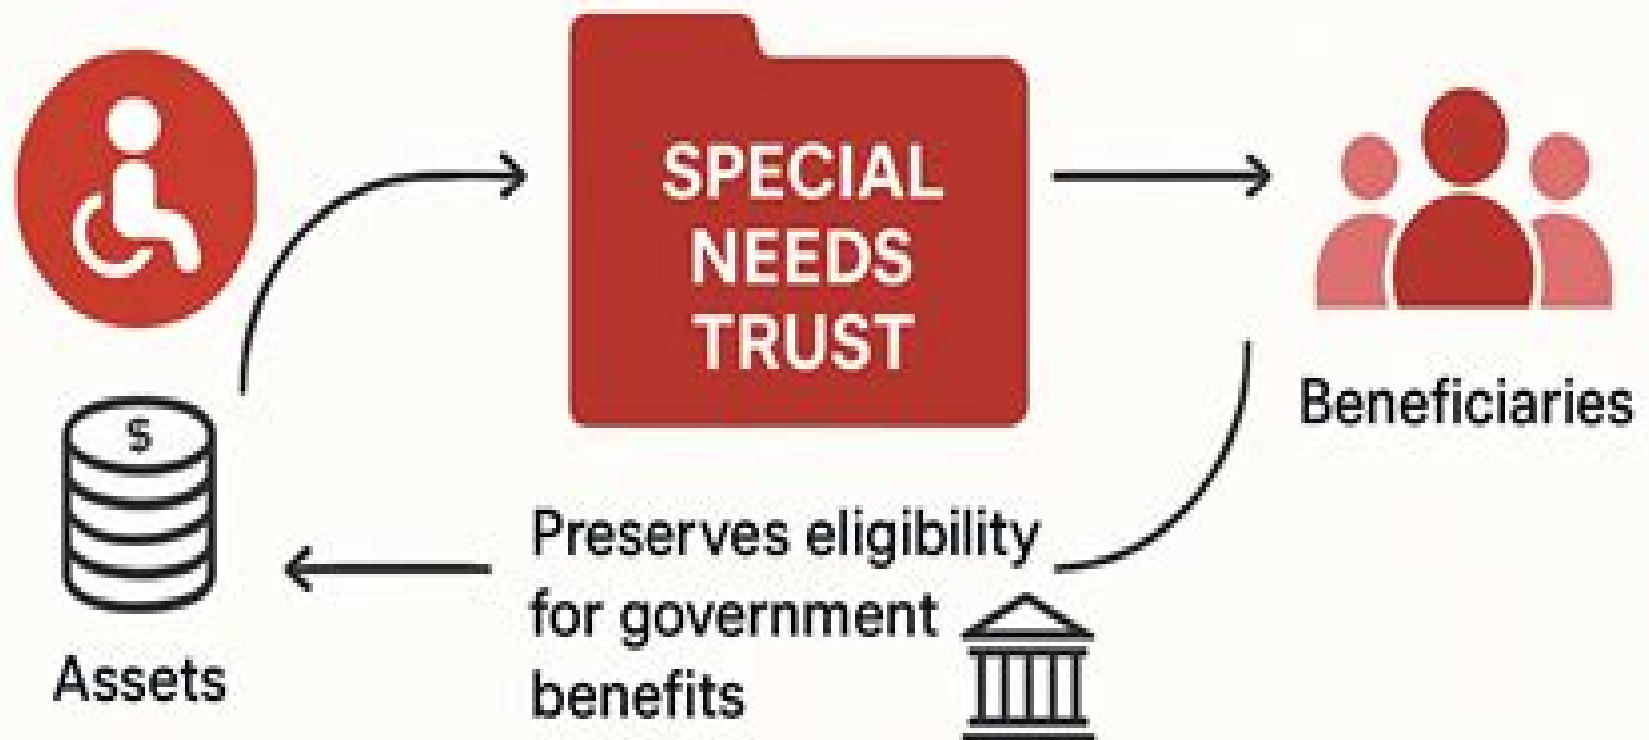 SPECIAL
NEEDS
TRUST
Beneficiaries
$
Assets
Preserves eligibility
for government
benefits